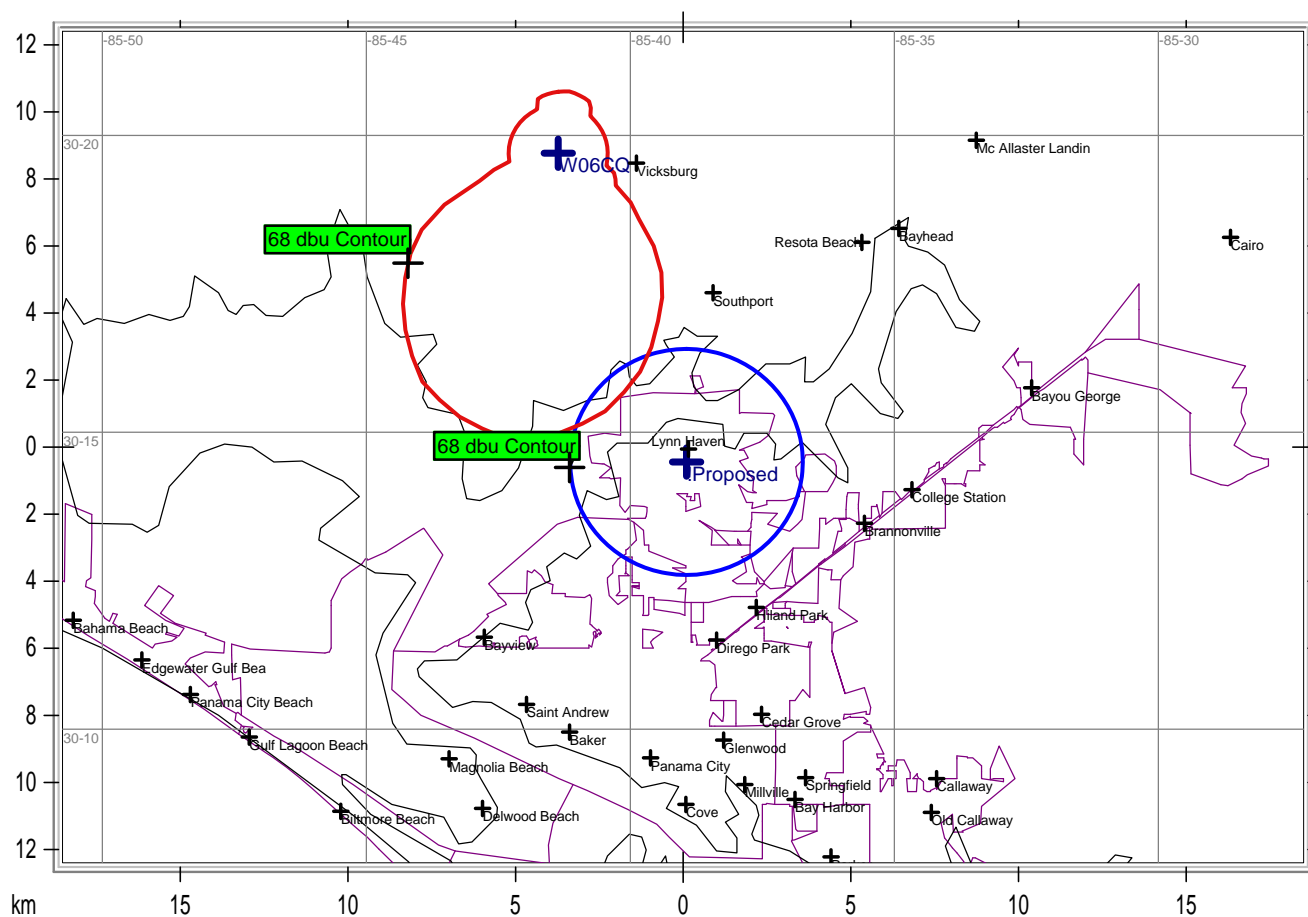 12
-85-50
-85-45
-85-40
-85-35
-85-30
10
30-20
Mc Allaster Landin
W06CQ
Vicksburg
8
6
68 dbu Contour
Resota Beach
Bayhead
Cairo
4
Southport
2
Bayou George
30-15
0
68 dbu Contour
Lynn Haven
Proposed
College Station
2
Brannonville
4
Hiland Park
Bahama Beach
Bayview
Direго Park
6
Edgewater Gulf Bea
Panama City Beach
Saint Andrew
Cedar Grove
8
30-10
Gulf Lagoon Beach
Baker
Glenwood
Magnolia Beach
Panama City
10
Millville
Springfield
Callaway
Biltmore Beach
Delwood Beach
Cove
Bay Harbor
Old Callaway
12
km
15
10
5
0
5
10
15